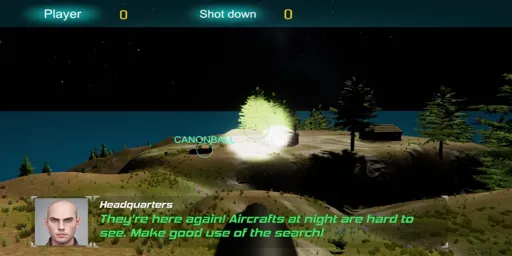 Player 0 Shot down 0
CANONBALL
Headquarters
They're here again! Aircrafts at night are hard to
see. Make good use of the search!